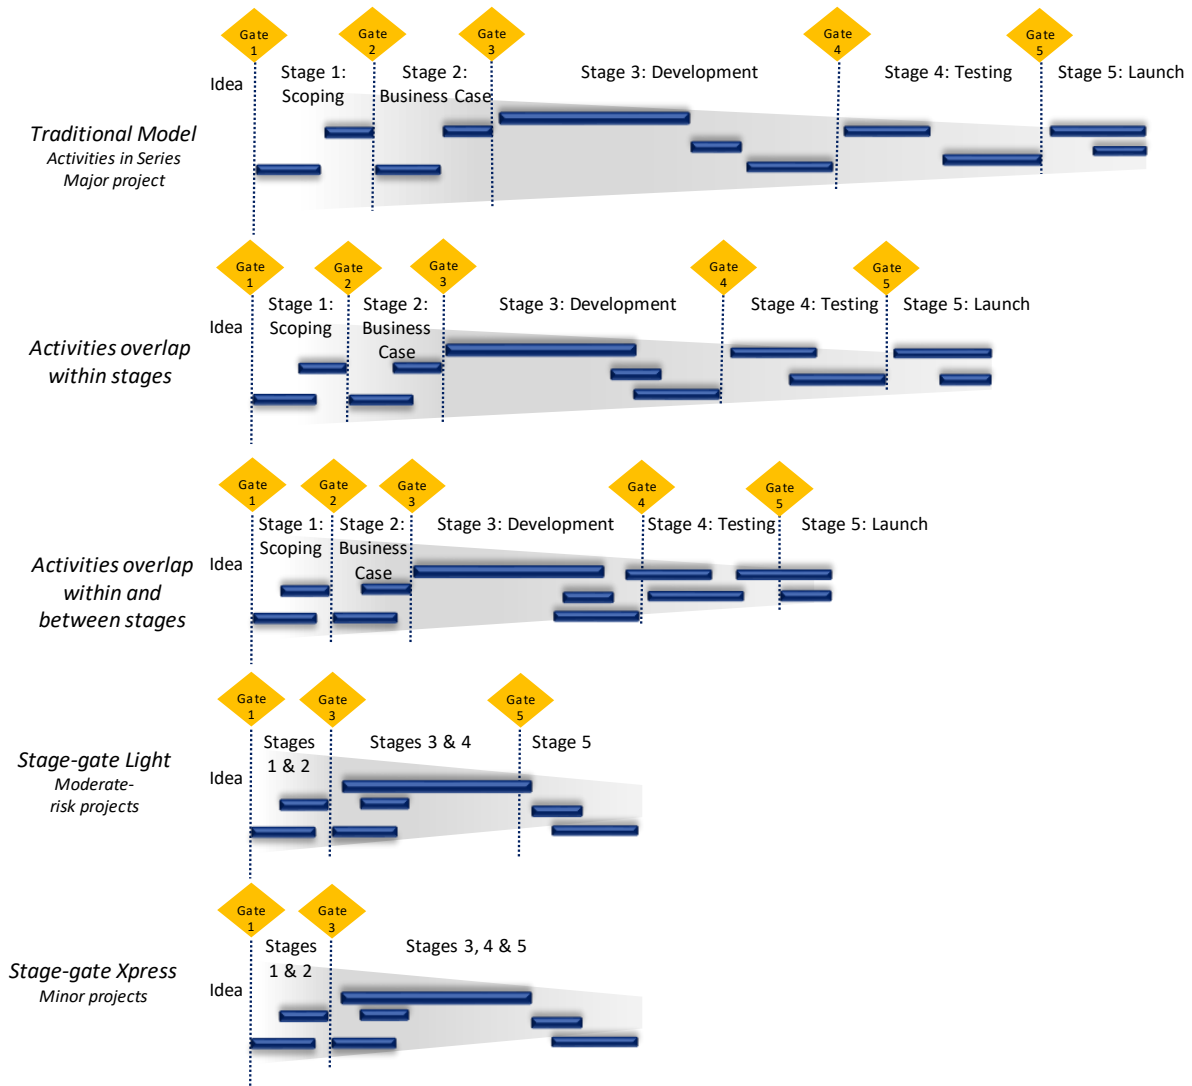 Gate
1
Gate
2
Gate
3
Gate
4
Gate
5
Idea
Stage 1:
Scoping
Stage 2:
Business Case
Stage 3: Development
Stage 4: Testing
Stage 5: Launch
Traditional Model
Activities in Series
Major project
Gate
1
Gate
2
Gate
3
Gate
4
Gate
5
Idea
Stage 1:
Scoping
Stage 2:
Business
Case
Stage 3: Development
Stage 4: Testing
Stage 5: Launch
Activities overlap
within stages
Gate
1
Gate
2
Gate
3
Gate
4
Gate
5
Idea
Stage 1:
Scoping
Stage 2:
Business
Case
Stage 3: Development
Stage 4: Testing
Stage 5: Launch
Activities overlap
within and
between stages
Gate
1
Gate
3
Gate
5
Idea
Stages
1 & 2
Stages 3 & 4
Stage 5
Stage-gate Light
Moderate-
risk projects
Gate
1
Gate
3
Idea
Stages
1 & 2
Stages 3, 4 & 5
Stage-gate Xpress
Minor projects